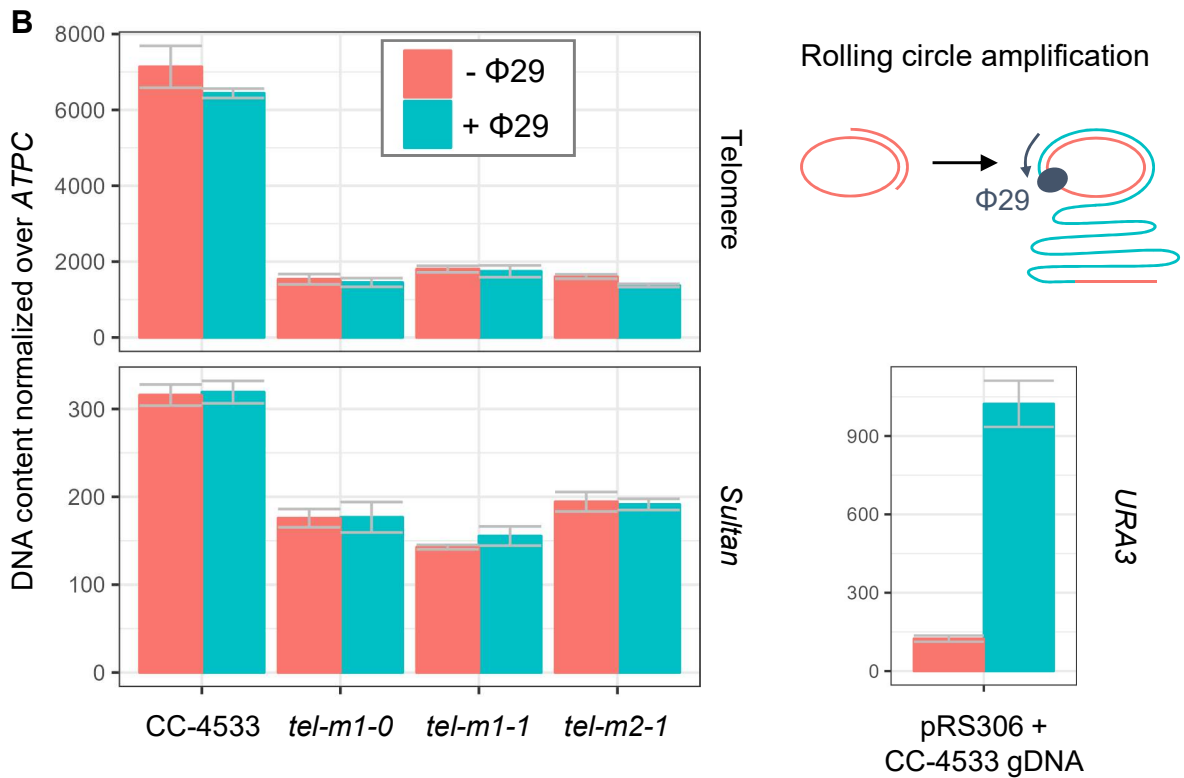 B
DNA content normalized over ATPC
8000
6000
4000
2000
0
- Φ29
+ Φ29
Telomere
Rolling circle amplification
Φ29
300
200
100
0
Sultan
CC-4533
tel-m1-0
tel-m1-1
tel-m2-1
900
600
300
0
URA3
pRS306 +
CC-4533 gDNA